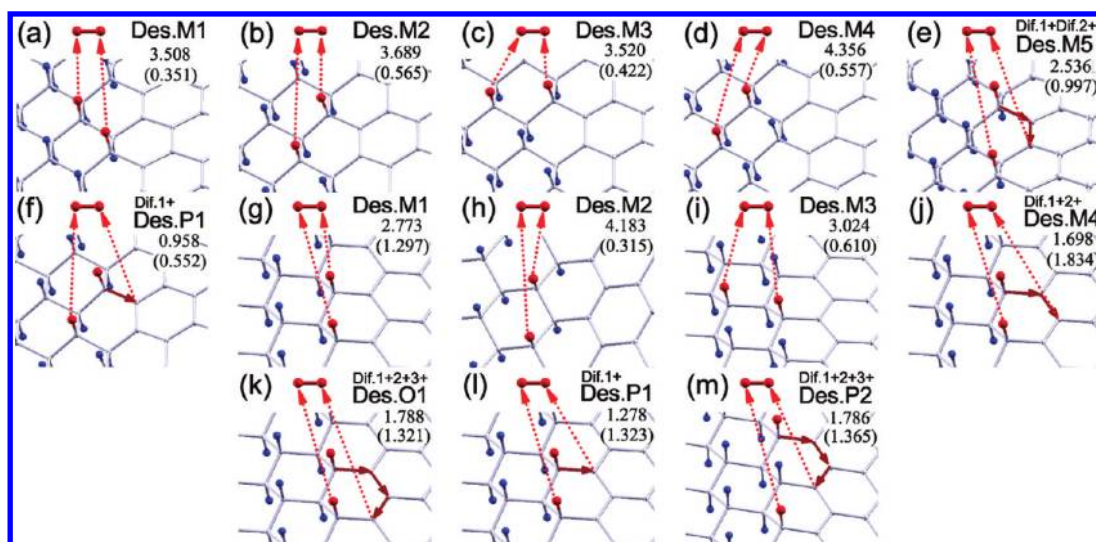 (a) Des.M1
3.508
(0.351)
(b) Des.M2
3.689
(0.565)
(c) Des.M3
3.520
(0.422)
(d) Des.M4
4.356
(0.557)
(e) Dif.1+Dif.2+
Des.M5
2.536
(0.997)
(f) Dif.1+
Des.P1
0.958
(0.552)
(g) Des.M1
2.773
(1.297)
(h) Des.M2
4.183
(0.315)
(i) Des.M3
3.024
(0.610)
(j) Dif.1+2+
Des.M4
1.698
(1.834)
(k) Dif.1+2+3+
Des.O1
1.788
(1.321)
(l) Dif.1+
Des.P1
1.278
(1.323)
(m) Dif.1+2+3+
Des.P2
1.786
(1.365)